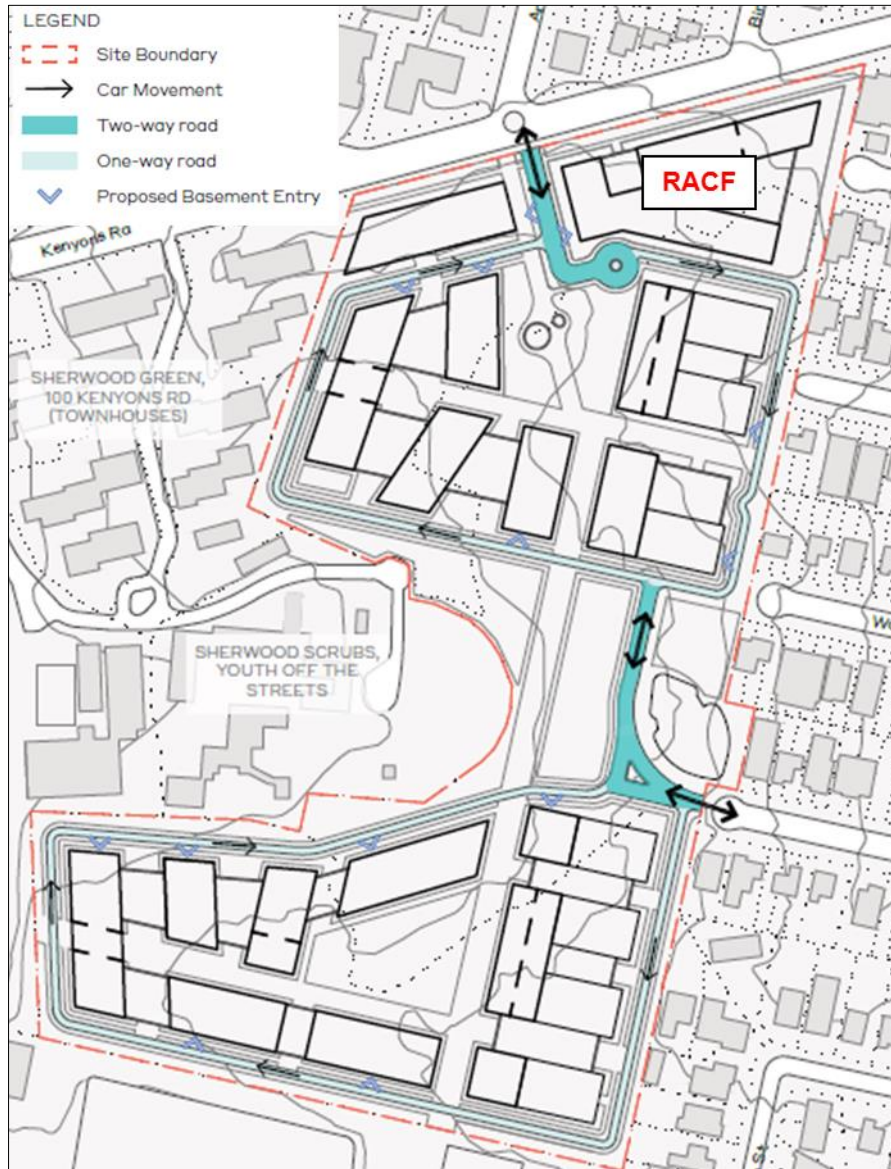 LEGEND
Site Boundary
Car Movement
Two-way road
One-way road
Proposed Basement Entry
RACF
Kenyons Rd
SHERWOOD GREEN,
100 KENYONS RD
(TOWNHOUSES)
SHERWOOD SCRUBS,
YOUTH OFF THE
STREETS
St